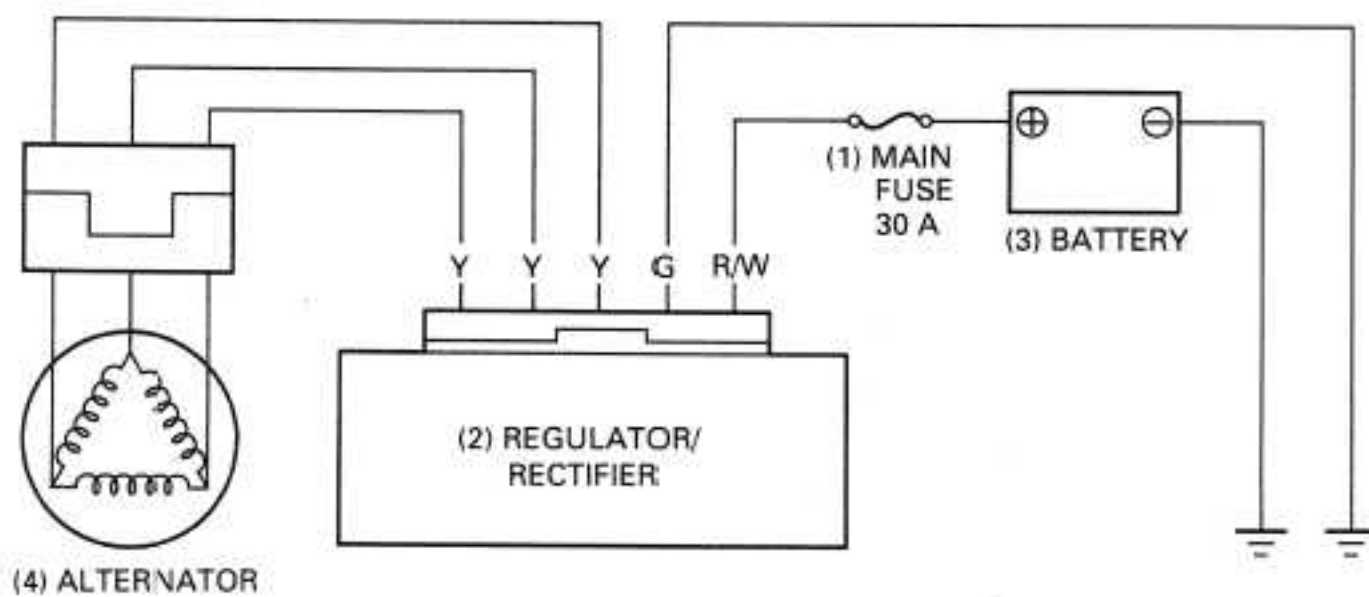 (1) MAIN
FUSE
30 A
(3) BATTERY
Y Y Y G R/W
(2) REGULATOR/
RECTIFIER
(4) ALTERNATOR